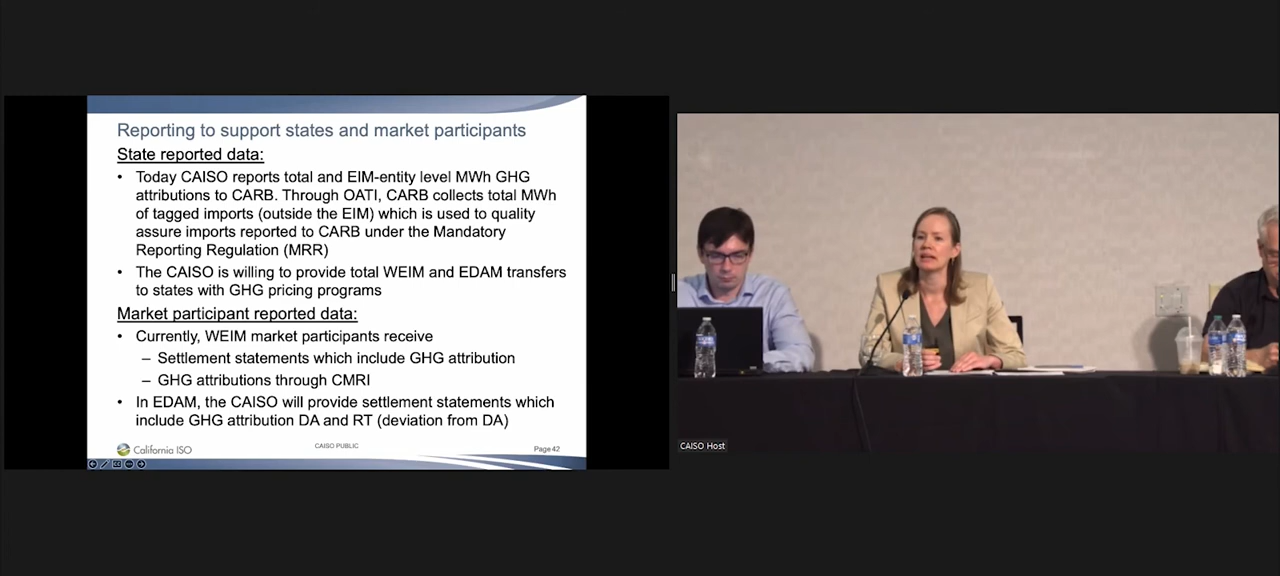 Reporting to support states and market participants
State reported data:
• Today CAISO reports total and EIM-entity level MWh GHG
attributions to CARB. Through OATI, CARB collects total MWh
of tagged imports (outside the EIM) which is used to quality
assure imports reported to CARB under the Mandatory
Reporting Regulation (MRR)
• The CAISO is willing to provide total WEIM and EDAM transfers
to states with GHG pricing programs
Market participant reported data:
• Currently, WEIM market participants receive
– Settlement statements which include GHG attribution
– GHG attributions through CMRI
• In EDAM, the CAISO will provide settlement statements which
include GHG attribution DA and RT (deviation from DA)
California ISO
CAISO PUBLIC
Page 42
CAISO Host